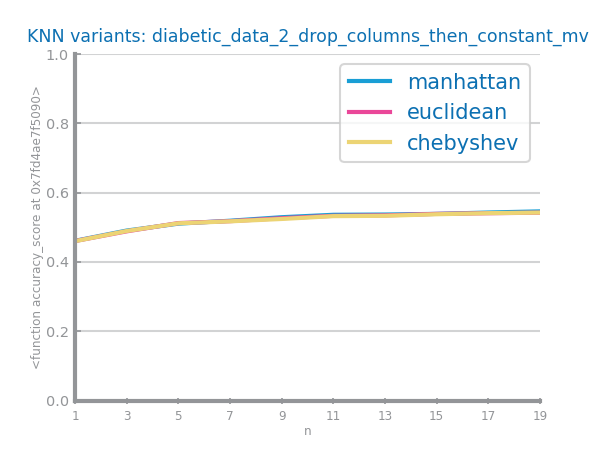 KNN variants: diabetic_data_2_drop_columns_then_constant_mv
<function accuracy_score at 0x7fd4ae7f5090>
1.0
0.8
0.6
0.4
0.2
0.0
manhattan
euclidean
chebyshev
1 3 5 7 9 11 13 15 17 19
n